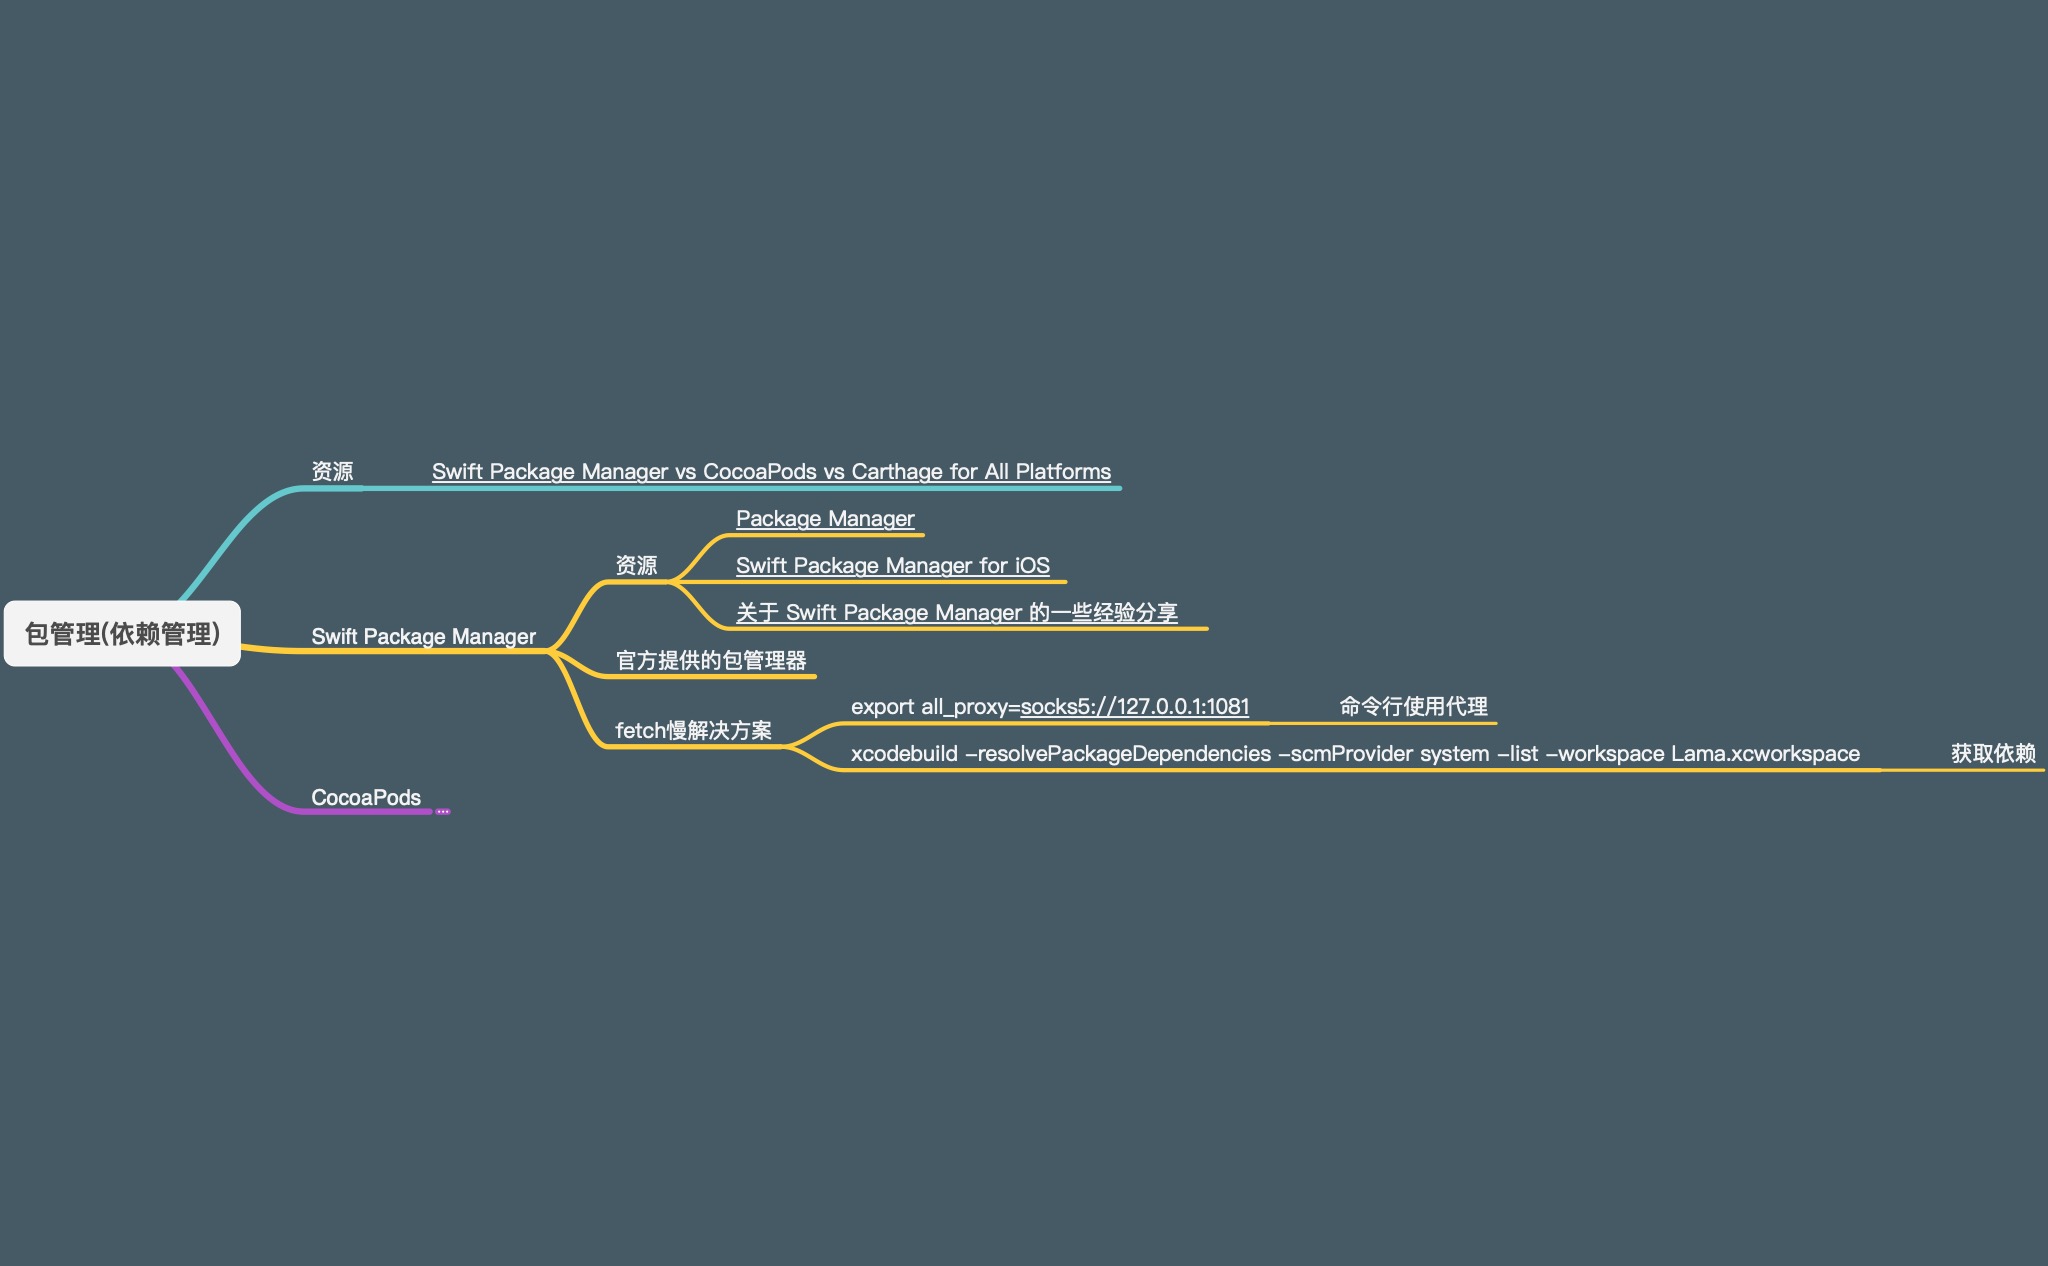 资源
Swift Package Manager vs CocoaPods vs Carthage for All Platforms
Package Manager
资源
Swift Package Manager for iOS
关于 Swift Package Manager 的一些经验分享
包管理(依赖管理)
Swift Package Manager
官方提供的包管理器
export all_proxy=socks5://127.0.0.1:1081
命令行使用代理
fetch慢解决方案
xcodebuild -resolvePackageDependencies -scmProvider system -list -workspace Lama.xcworkspace
获取依赖
CocoaPods